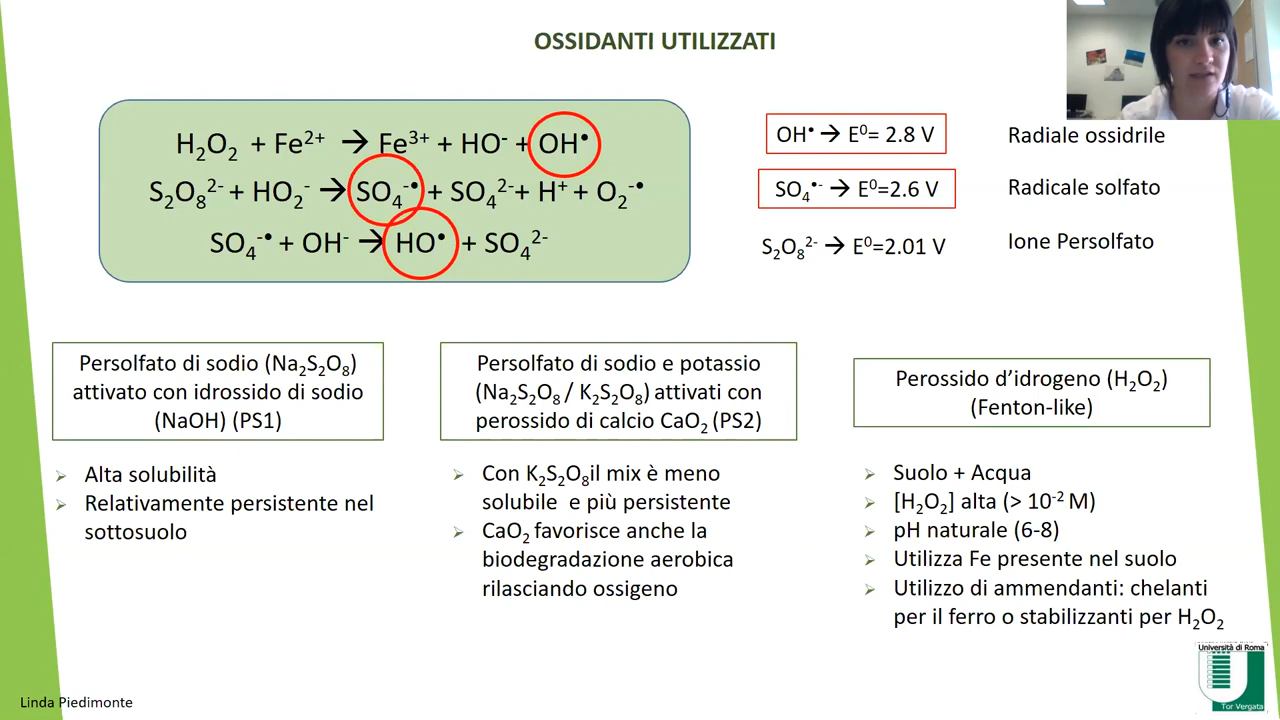 OSSIDANTI UTILIZZATI
H₂O₂ + Fe²⁺ → Fe³⁺ + HO⁻ + OH•
S₂O₈²⁻ + HO₂⁻ → SO₄⁻• + SO₄²⁻ + H⁺ + O₂⁻•
SO₄⁻• + OH⁻ → HO• + SO₄²⁻
OH• → E⁰= 2.8 V
Radiale ossidrile
SO₄•⁻ → E⁰=2.6 V
Radicale solfato
S₂O₈²⁻ → E⁰=2.01 V
Ione Persolfato
Persolfato di sodio (Na₂S₂O₈)
attivato con idrossido di sodio
(NaOH) (PS1)
Alta solubilità
Relativamente persistente nel
sottosuolo
Persolfato di sodio e potassio
(Na₂S₂O₈ / K₂S₂O₈) attivati con
perossido di calcio CaO₂ (PS2)
Con K₂S₂O₈il mix è meno
solubile e più persistente
CaO₂ favorisce anche la
biodegradazione aerobica
rilasciando ossigeno
Perossido d'idrogeno (H₂O₂)
(Fenton-like)
Suolo + Acqua
[H₂O₂] alta (> 10⁻² M)
pH naturale (6-8)
Utilizza Fe presente nel suolo
Utilizzo di ammendanti: chelanti
per il ferro o stabilizzanti per H₂O₂
Università di Roma
Tor Vergata
Linda Piedimonte